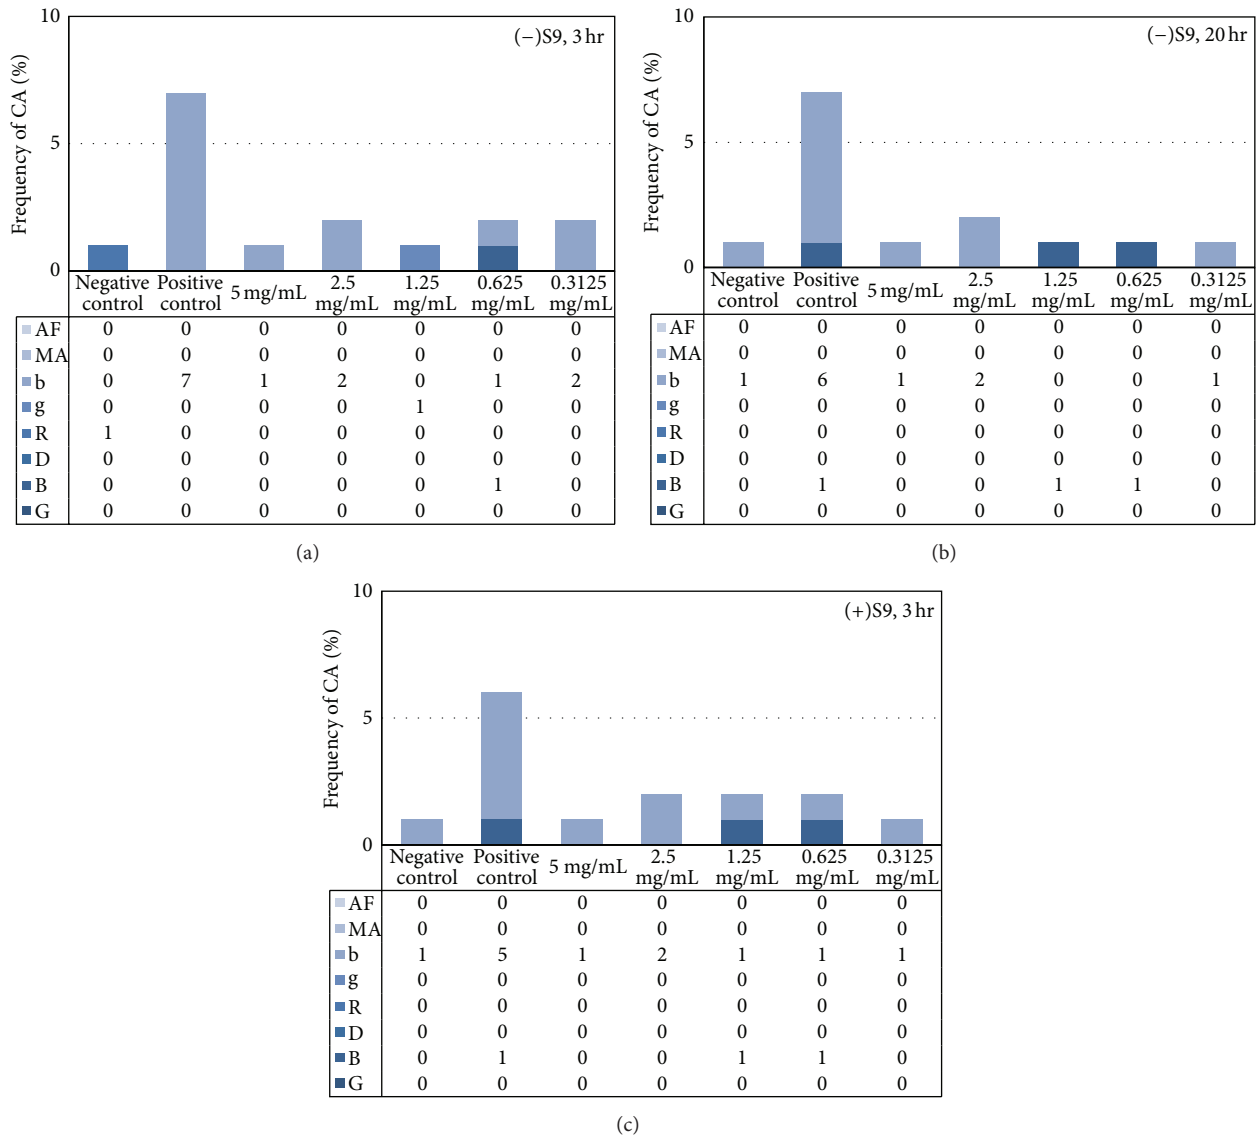 10
(−)S9, 3 hr
Frequency of CA (%)
5
0
Negative control Positive control 5 mg/mL 2.5 mg/mL 1.25 mg/mL 0.625 mg/mL 0.3125 mg/mL
AF 0 0 0 0 0 0 0
MA 0 0 0 0 0 0 0
b 0 7 1 2 0 1 2
g 0 0 0 0 1 0 0
R 1 0 0 0 0 0 0
D 0 0 0 0 0 0 0
B 0 0 0 0 0 1 0
G 0 0 0 0 0 0 0
(a)
10
(−)S9, 20 hr
Frequency of CA (%)
5
0
Negative control Positive control 5 mg/mL 2.5 mg/mL 1.25 mg/mL 0.625 mg/mL 0.3125 mg/mL
AF 0 0 0 0 0 0 0
MA 0 0 0 0 0 0 0
b 1 6 1 2 0 0 1
g 0 0 0 0 0 0 0
R 0 0 0 0 0 0 0
D 0 0 0 0 0 0 0
B 0 1 0 0 1 1 0
G 0 0 0 0 0 0 0
(b)
10
(+)S9, 3 hr
Frequency of CA (%)
5
0
Negative control Positive control 5 mg/mL 2.5 mg/mL 1.25 mg/mL 0.625 mg/mL 0.3125 mg/mL
AF 0 0 0 0 0 0 0
MA 0 0 0 0 0 0 0
b 1 5 1 2 1 1 1
g 0 0 0 0 0 0 0
R 0 0 0 0 0 0 0
D 0 0 0 0 0 0 0
B 0 1 0 0 1 1 0
G 0 0 0 0 0 0 0
(c)